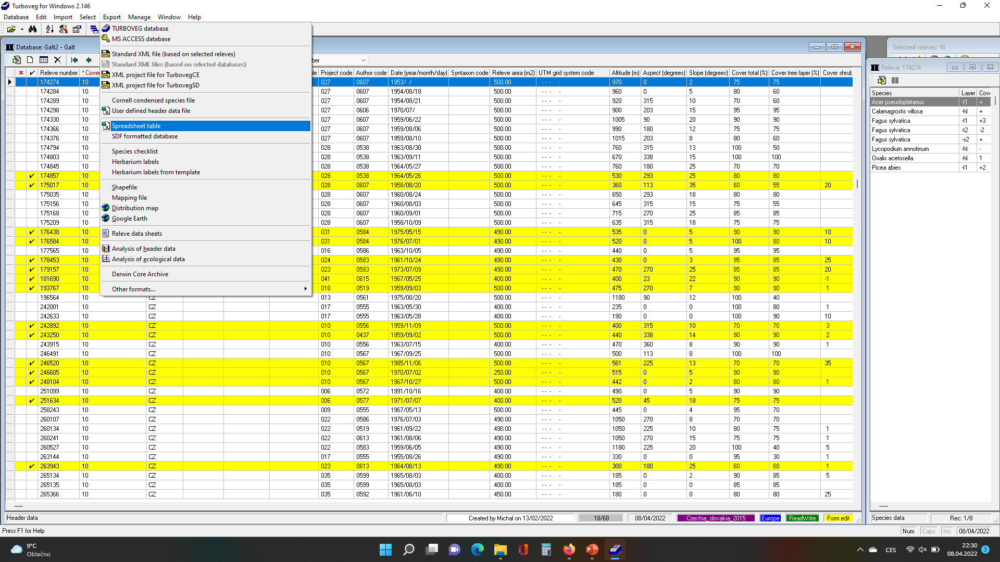 Turboveg for Windows 2.146
Database Edit Import Select Export Manage Window Help
TURBOVEG database
MS ACCESS database
Standard XML file (based on selected releves)
Standard XML files (based on selected databases)
XML project file for TurbovegCE
XML project file for TurbovegSD
Cornell condensed species file
User defined header data file
Spreadsheet table
SDF formatted database
Species checklist
Herbarium labels
Herbarium labels from template
Shapefile
Mapping file
Distribution map
Google Earth
Releve data sheets
Analysis of header data
Analysis of ecological data
Darwin Core Archive
Other formats...
Database: Galt2 - Galt
Releve number * Cover Project code Author code Date (year/month/day) Syntaxon code Releve area (m2) UTM grid system code Altitude (m) Aspect (degrees) Slope (degrees) Cover total (%) Cover tree layer (%) Cover shrub
174274 10 027 0607 1953/ / 500.00 - - - - 970 0 2 75 75
174284 10 027 0607 1954/08/18 500.00 - - - - 960 0 5 80 60
174289 10 027 0607 1954/08/21 500.00 - - - - 920 315 10 70 60
174298 10 027 0606 1970/07/ 500.00 - - - - 900 203 15 95 95
174330 10 027 0607 1959/06/22 500.00 - - - - 1005 90 20 90 90
174366 10 027 0607 1959/08/06 500.00 - - - - 990 180 12 75 75
174376 10 027 0607 1959/08/10 500.00 - - - - 1015 203 8 80 60
174794 10 028 0538 1963/08/30 500.00 - - - - 760 315 13 100 50
174803 10 028 0538 1963/09/11 500.00 - - - - 670 338 15 100 100
174845 10 028 0538 1964/05/27 500.00 - - - - 760 180 25 70 70
174857 10 028 0538 1964/05/26 500.00 - - - - 530 293 25 80 80
175017 10 028 0607 1958/08/20 500.00 - - - - 360 113 35 60 55 20
175035 10 028 0607 1960/08/24 500.00 - - - - 650 293 18 80 80
175156 10 028 0607 1960/08/03 500.00 - - - - 645 315 15 75 55
175168 10 028 0607 1960/09/01 500.00 - - - - 715 270 25 85 85
175209 10 028 0607 1958/10/09 500.00 - - - - 635 315 18 75 75
176438 10 031 0584 1975/05/15 490.00 - - - - 535 0 5 90 90 10
176584 10 031 0584 1976/07/01 490.00 - - - - 520 0 5 100 80 10
177565 10 016 0586 1963/10/05 490.00 - - - - 440 0 5 95 95
178453 10 024 0583 1961/10/24 490.00 - - - - 430 0 3 95 85 25
179157 10 023 0583 1973/07/09 490.00 - - - - 470 270 25 85 85 20
181690 10 041 0615 1967/05/25 490.00 - - - - 400 23 22 90 90 -1
193767 10 018 0519 1959/09/03 500.00 - - - - 475 270 7 90 90 1
196564 10 CZ 013 0561 1975/08/20 500.00 - - - - 1180 90 12 100 40
242001 10 CZ 017 0555 1963/05/30 400.00 - - - - 235 0 0 100 80 1
242633 10 CZ 017 0555 1963/05/28 400.00 - - - - 190 0 0 100 90 10
242892 10 CZ 010 0556 1959/11/09 500.00 - - - - 400 315 10 70 70 3
243250 10 CZ 010 0437 1959/09/02 500.00 - - - - 440 338 14 90 90 2
243915 10 CZ 010 0556 1963/07/15 400.00 - - - - 470 360 8 90 90 1
246491 10 CZ 010 0567 1967/09/25 500.00 - - - - 500 113 8 100 100
246520 10 CZ 010 0567 1985/11/06 500.00 - - - - 561 225 13 70 70 35
246605 10 CZ 010 0567 1970/07/02 250.00 - - - - 515 0 5 90 90
248104 10 CZ 010 0567 1967/10/27 500.00 - - - - 442 0 2 80 80 1
251099 10 CZ 006 0572 1991/10/16 400.00 - - - - 490 0 5 90 90
251634 10 CZ 006 0577 1971/07/07 400.00 - - - - 520 45 18 75 75
258243 10 CZ 009 0555 1967/05/13 500.00 - - - - 445 0 4 95 70
260107 10 CZ 022 0586 1976/07/03 490.00 - - - - 1050 270 8 70 70
260134 10 CZ 022 0519 1961/09/22 490.00 - - - - 1050 225 10 80 75 1
260241 10 CZ 022 0613 1961/08/06 490.00 - - - - 1050 270 15 75 75 1
260527 10 CZ 022 0583 1959/06/05 490.00 - - - - 1180 225 20 100 40 5
263144 10 CZ 017 0555 1955/08/26 490.00 - - - - 330 0 0 95 30 1
263943 10 CZ 023 0613 1964/08/13 490.00 - - - - 300 180 25 60 60 1
265134 10 CZ 035 0599 1965/08/03 400.00 - - - - 185 0 2 90 85 5
265135 10 CZ 035 0599 1965/08/03 400.00 - - - - 185 0 0 85 85
265366 10 CZ 035 0592 1961/06/10 450.00 - - - - 180 0 0 80 80 25
Header data Created by Michal on 13/02/2022 18/68 08/04/2022 Czechia_slovakia_2015 Europe ReadWrite Form edit
Selected releves: 16
Releve: 174274
Species Layer Cov
Acer pseudoplatanus -t1 +
Calamagrostis villosa -hl +
Fagus sylvatica -t1 +3
Fagus sylvatica -t2 -2
Fagus sylvatica -s2 +
Lycopodium annotinum -hl -
Oxalis acetosella -hl 1
Picea abies -t1 +2
Species data Rec: 1/8
Press F1 for Help Num Caps Ins 08/04/2022
9°C
Oblačno
CES
22:30
08.04.2022
3